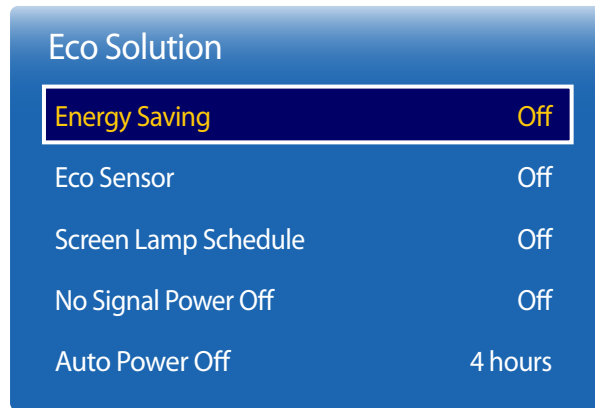 Eco Solution
Energy Saving Off
Eco Sensor Off
Screen Lamp Schedule Off
No Signal Power Off Off
Auto Power Off 4 hours